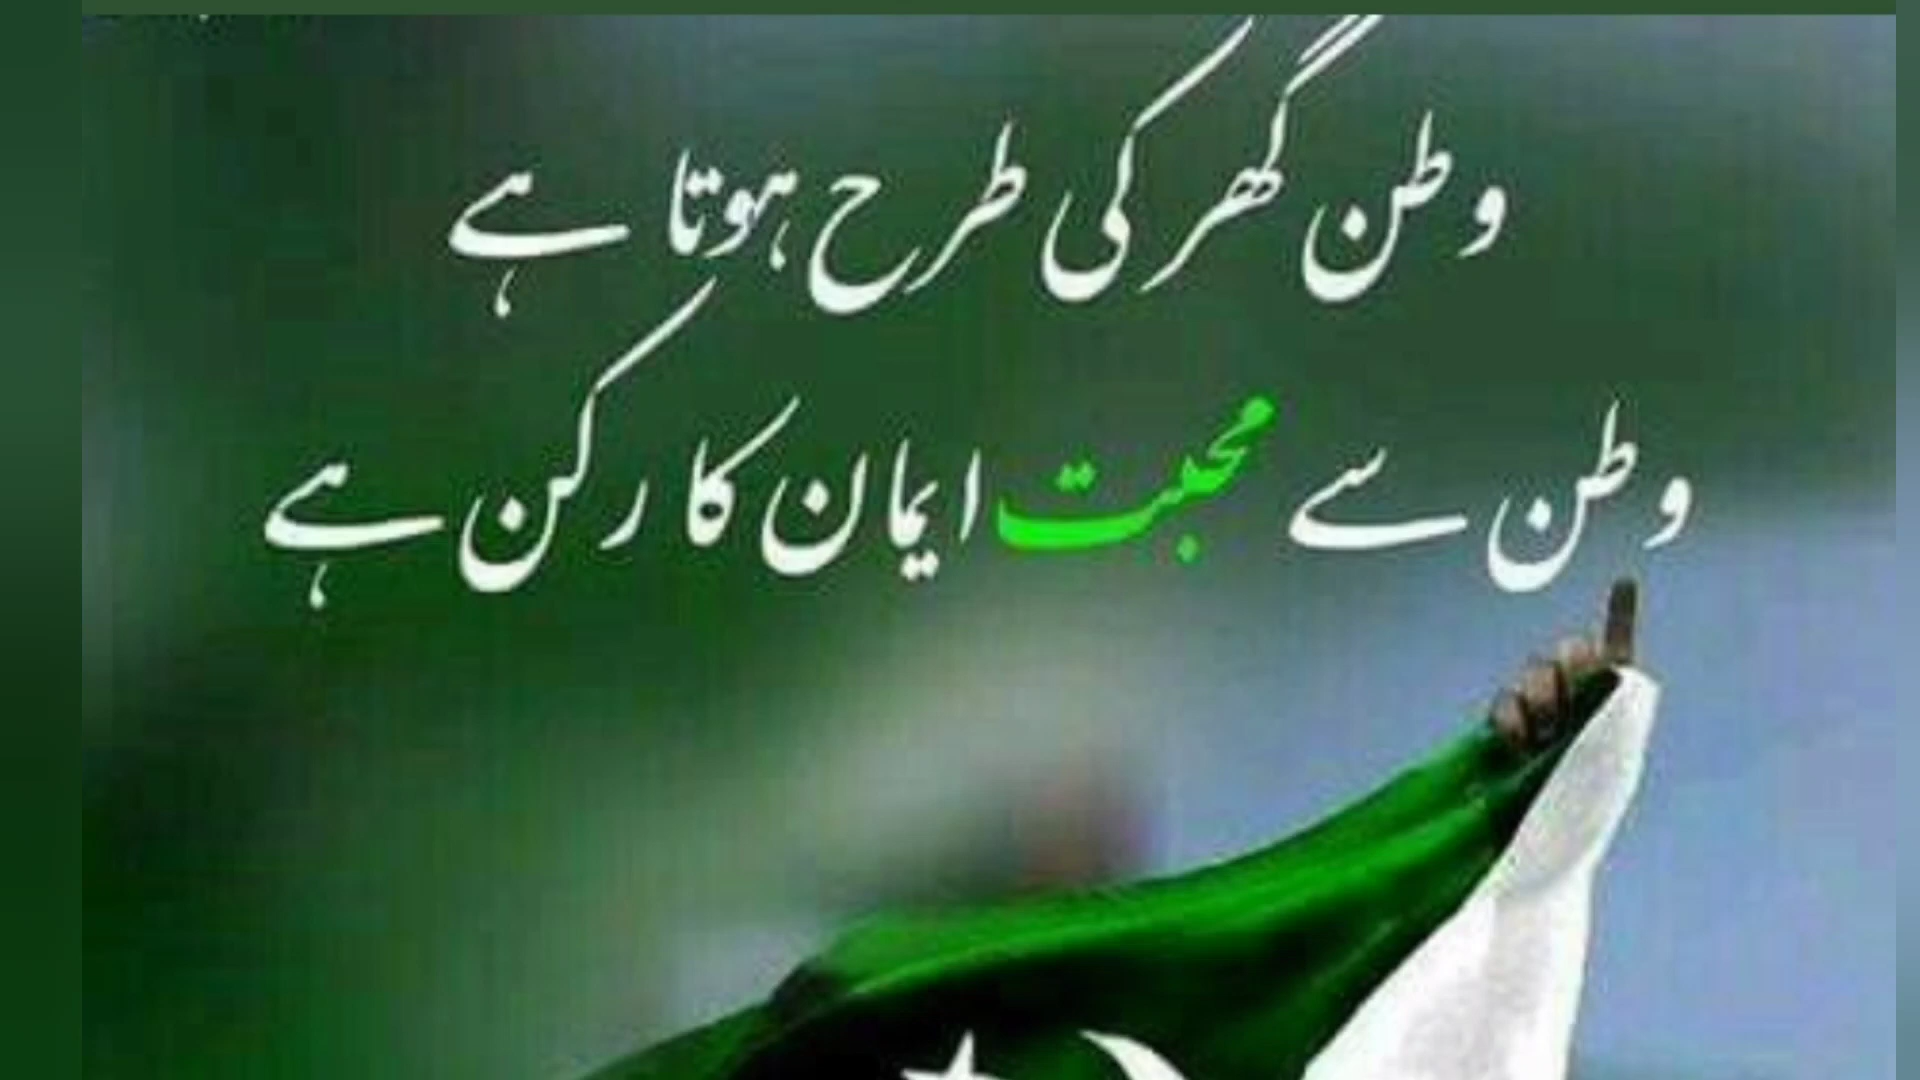 وطن گھر کی طرح ہوتا ہے
وطن سے محبت ایمان کا رکن ہے